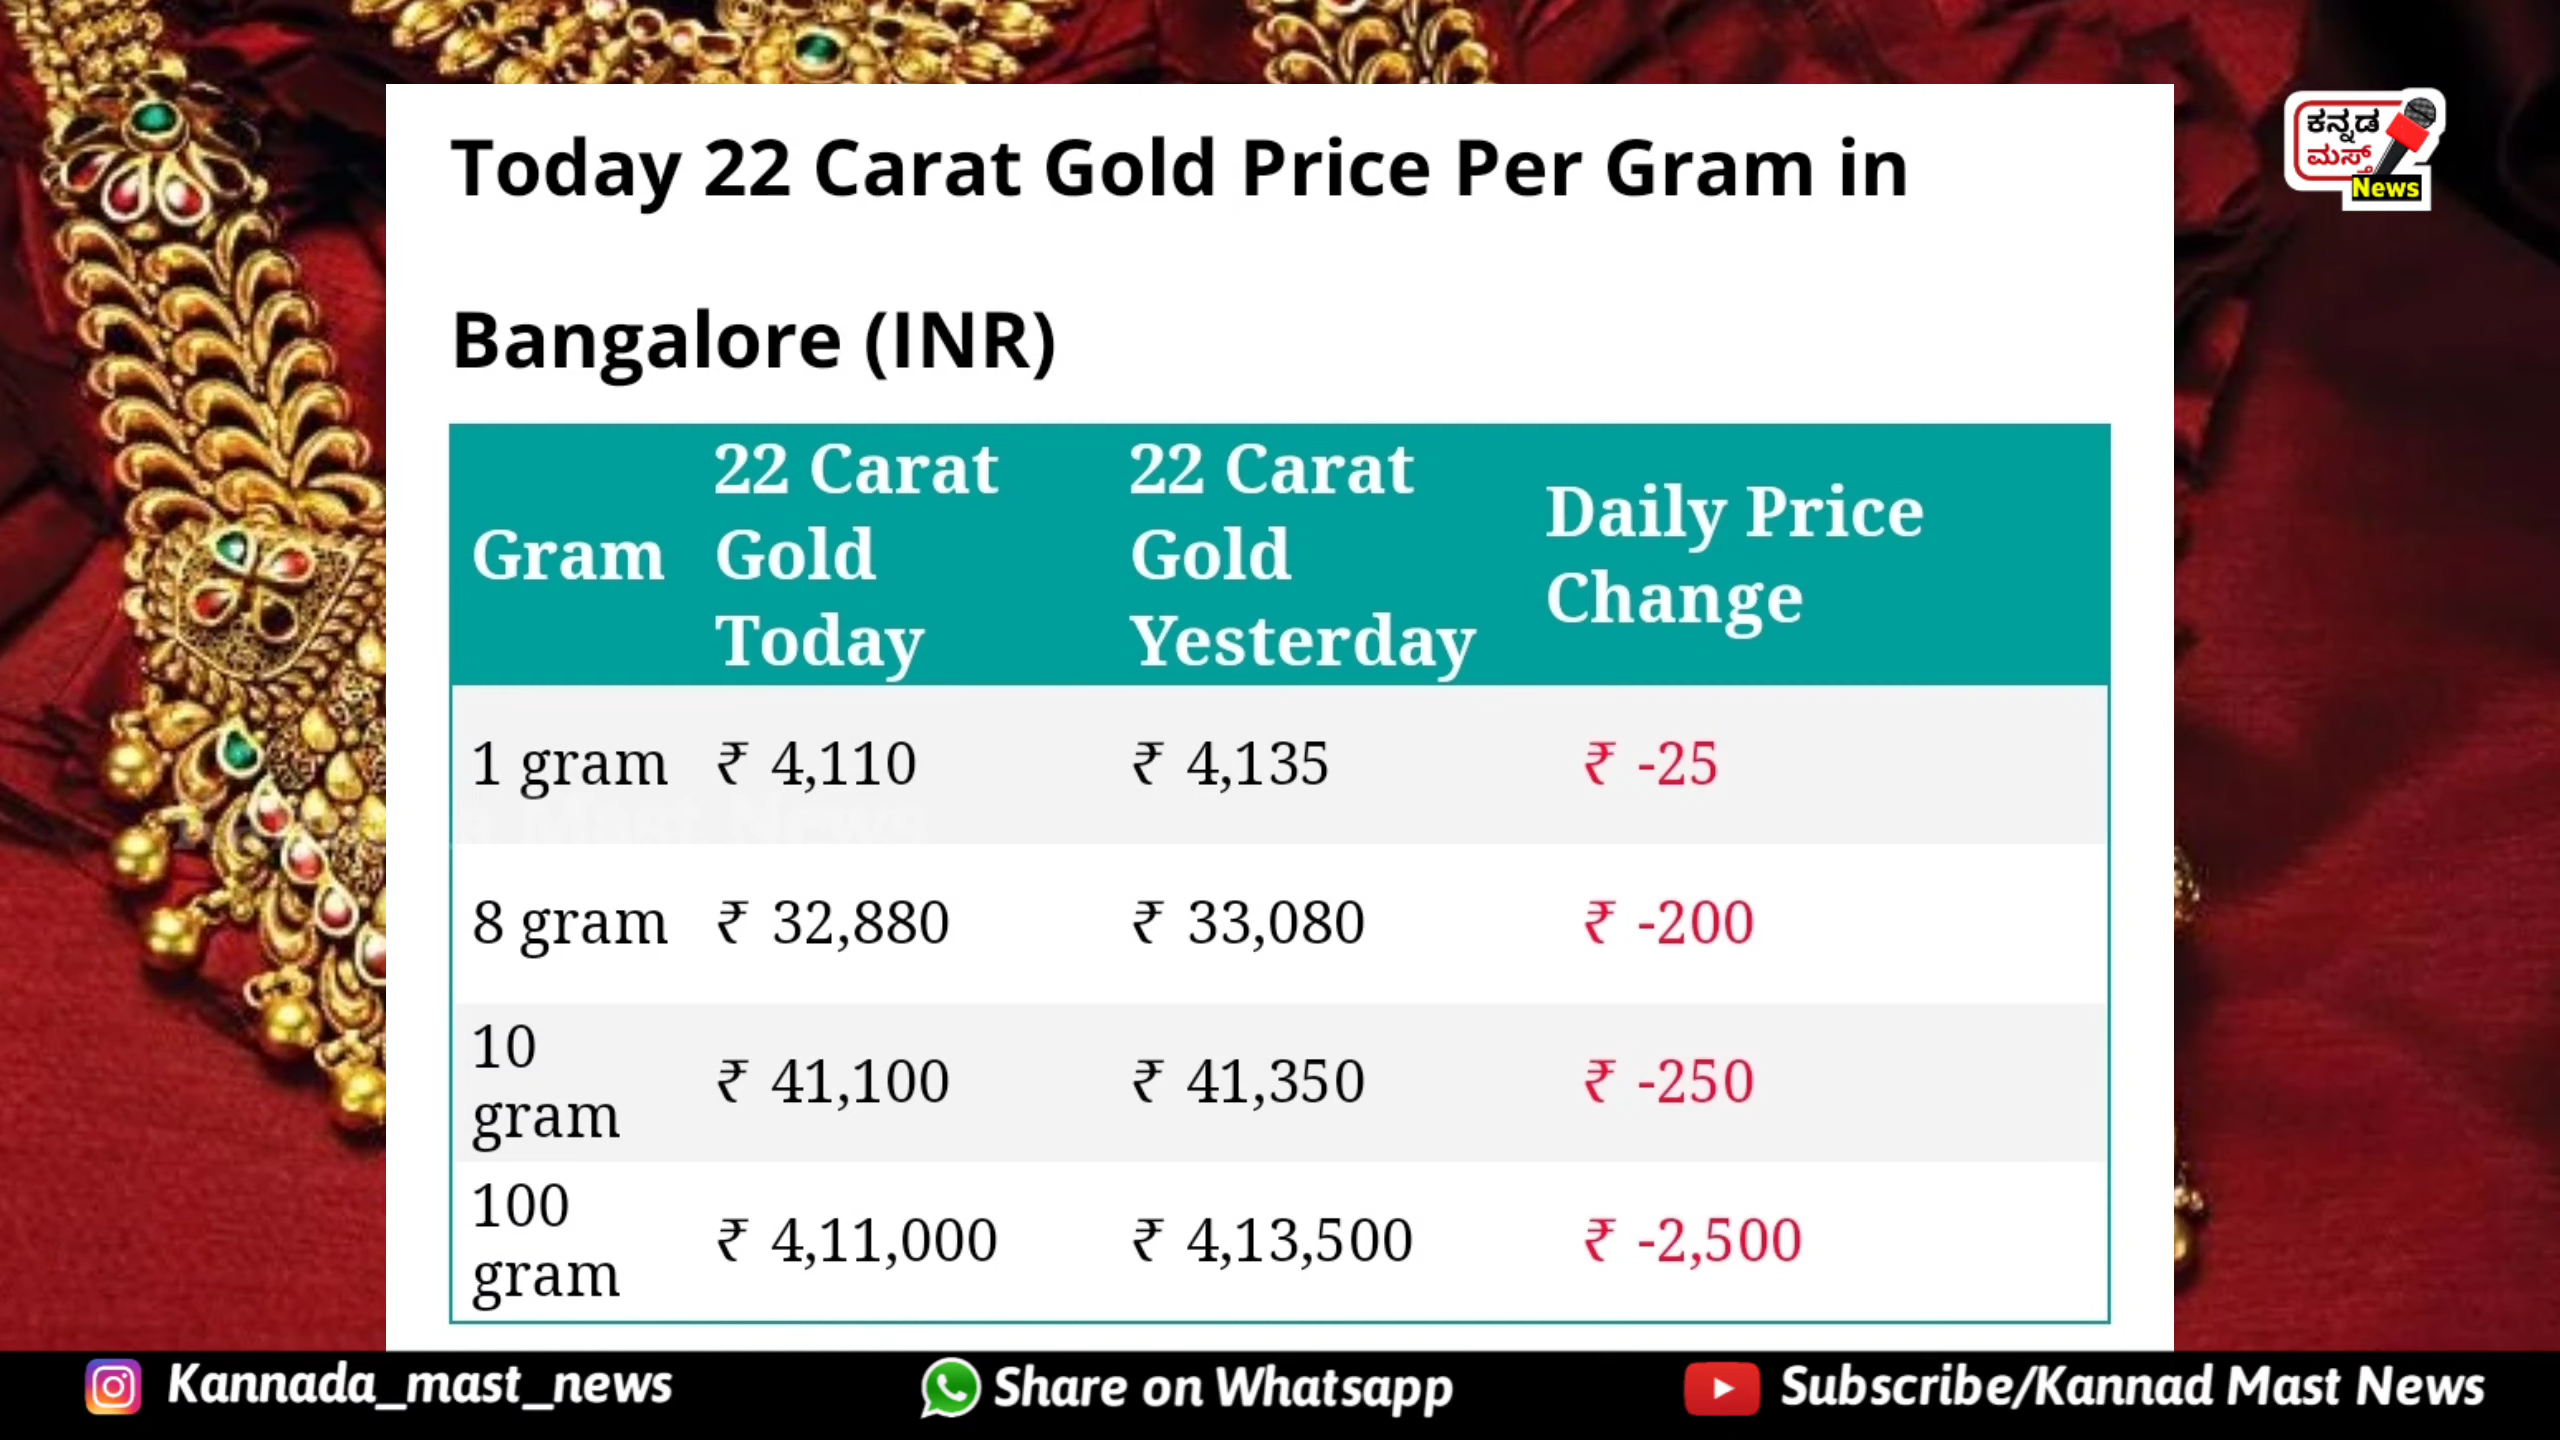 Today 22 Carat Gold Price Per Gram in
Bangalore (INR)
ಕನ್ನಡ
ಮಸ್ತ್
News
Gram
22 Carat
Gold
Today
22 Carat
Gold
Yesterday
Daily Price
Change
1 gram ₹ 4,110 ₹ 4,135 ₹ -25
Mast News
8 gram ₹ 32,880 ₹ 33,080 ₹ -200
10
gram ₹ 41,100 ₹ 41,350 ₹ -250
100
gram ₹ 4,11,000 ₹ 4,13,500 ₹ -2,500
Kannada_mast_news Share on Whatsapp Subscribe/Kannad Mast News